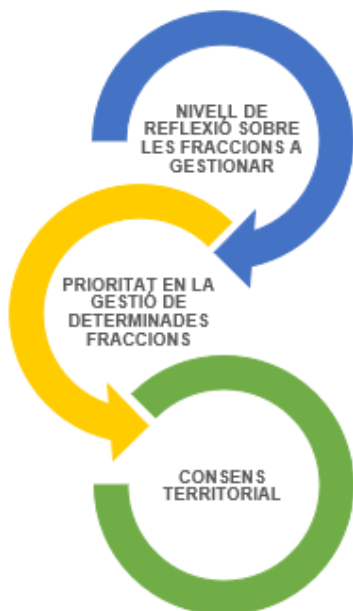 NIVELL DE
REFLEXIÓ SOBRE
LES FRACCIONS A
GESTIONAR
PRIORITAT EN LA
GESTIÓ DE
DETERMINADES
FRACCIONS
CONSENS
TERRITORIAL